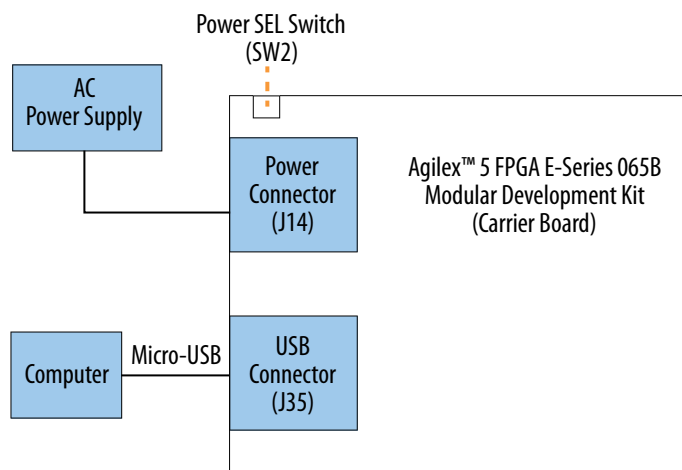 Power SEL Switch
(SW2)
AC
Power Supply
Power
Connector
(J14)
Agilex™ 5 FPGA E-Series 065B
Modular Development Kit
(Carrier Board)
Computer
Micro-USB
USB
Connector
(J35)